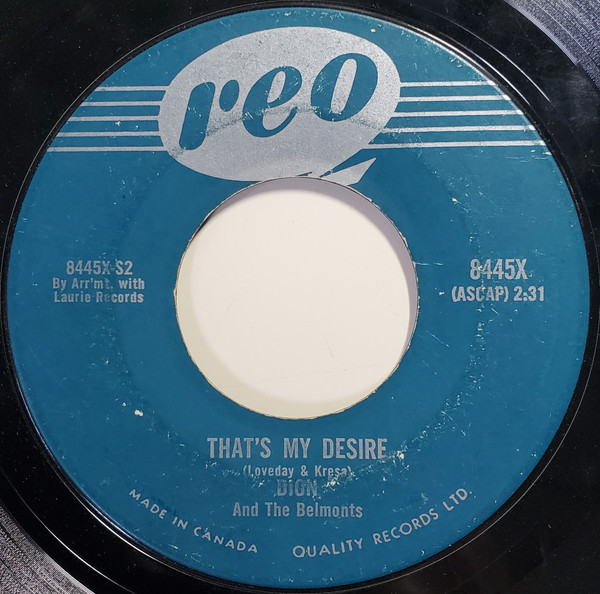 reo
8445X-S2
By Arr'mt. with
Laurie Records
8445X
(ASCAP) 2:31
THAT'S MY DESIRE
(Loveday & Kresa)
DION
And The Belmonts
MADE IN CANADA QUALITY RECORDS LTD.